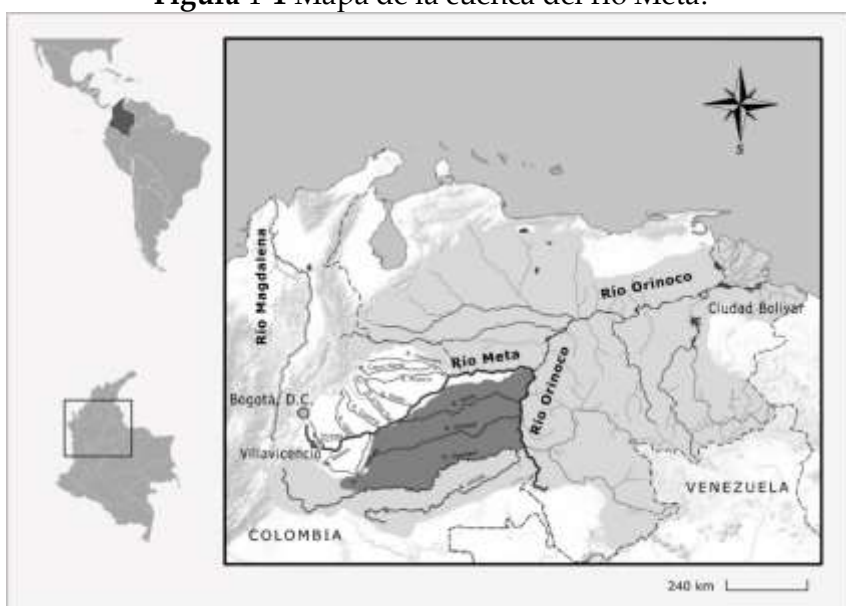 Figura 1-1 Mapa de la cuenca del río Meta.
S
Río Magdalena
Río Orinoco
Ciudad Bolívar
Río Meta
Río Orinoco
Bogotá, D.C.
Villavicencio
VENEZUELA
COLOMBIA
240 km